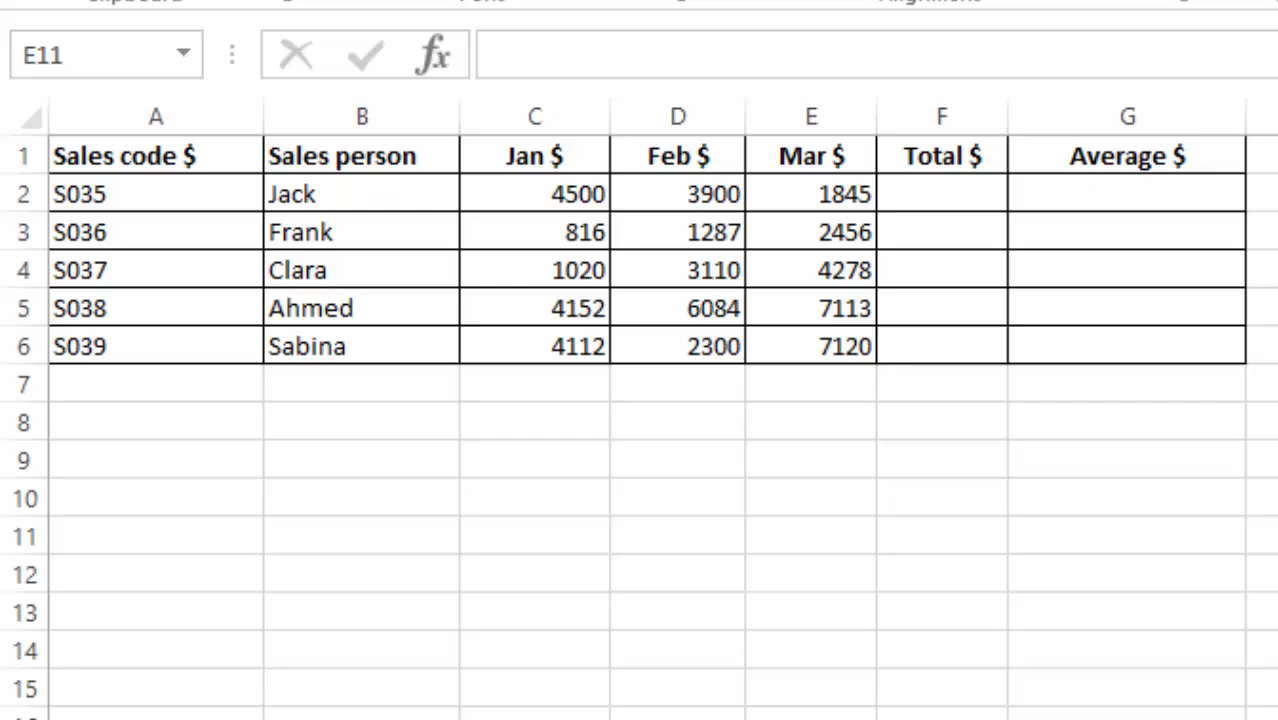 E11 fx
A B C D E F G
1 Sales code $ Sales person Jan $ Feb $ Mar $ Total $ Average $
2 S035 Jack 4500 3900 1845
3 S036 Frank 816 1287 2456
4 S037 Clara 1020 3110 4278
5 S038 Ahmed 4152 6084 7113
6 S039 Sabina 4112 2300 7120
7
8
9
10
11
12
13
14
15